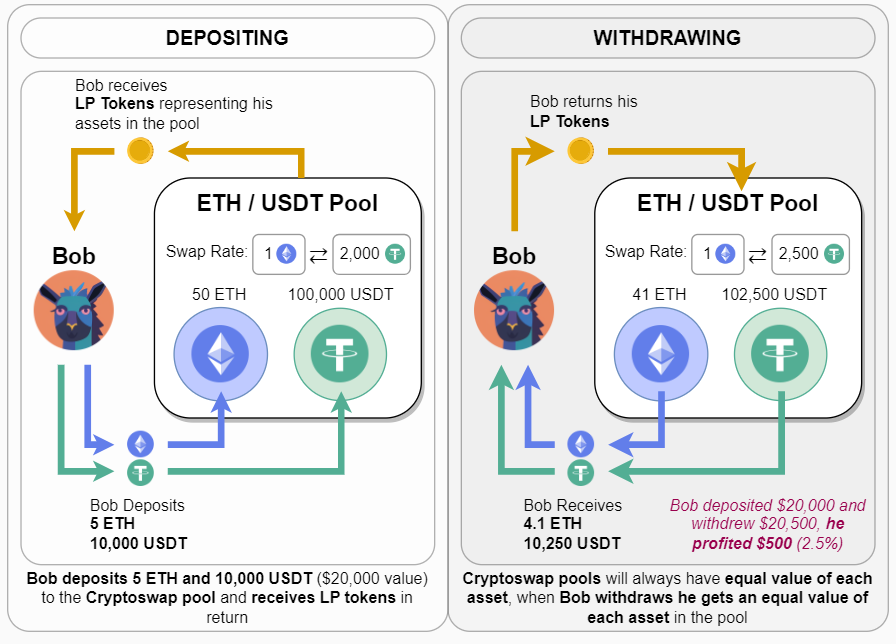 DEPOSITING
Bob receives
LP Tokens representing his
assets in the pool
ETH / USDT Pool
Swap Rate: 1 ⇄ 2,000
Bob
50 ETH 100,000 USDT
Bob Deposits
5 ETH
10,000 USDT
Bob deposits 5 ETH and 10,000 USDT ($20,000 value)
to the Cryptoswap pool and receives LP tokens in
return
WITHDRAWING
Bob returns his
LP Tokens
ETH / USDT Pool
Swap Rate: 1 ⇄ 2,500
Bob
41 ETH 102,500 USDT
Bob Receives
4.1 ETH
10,250 USDT
Bob deposited $20,000 and
withdrew $20,500, he
profited $500 (2.5%)
Cryptoswap pools will always have equal value of each
asset, when Bob withdraws he gets an equal value of
each asset in the pool